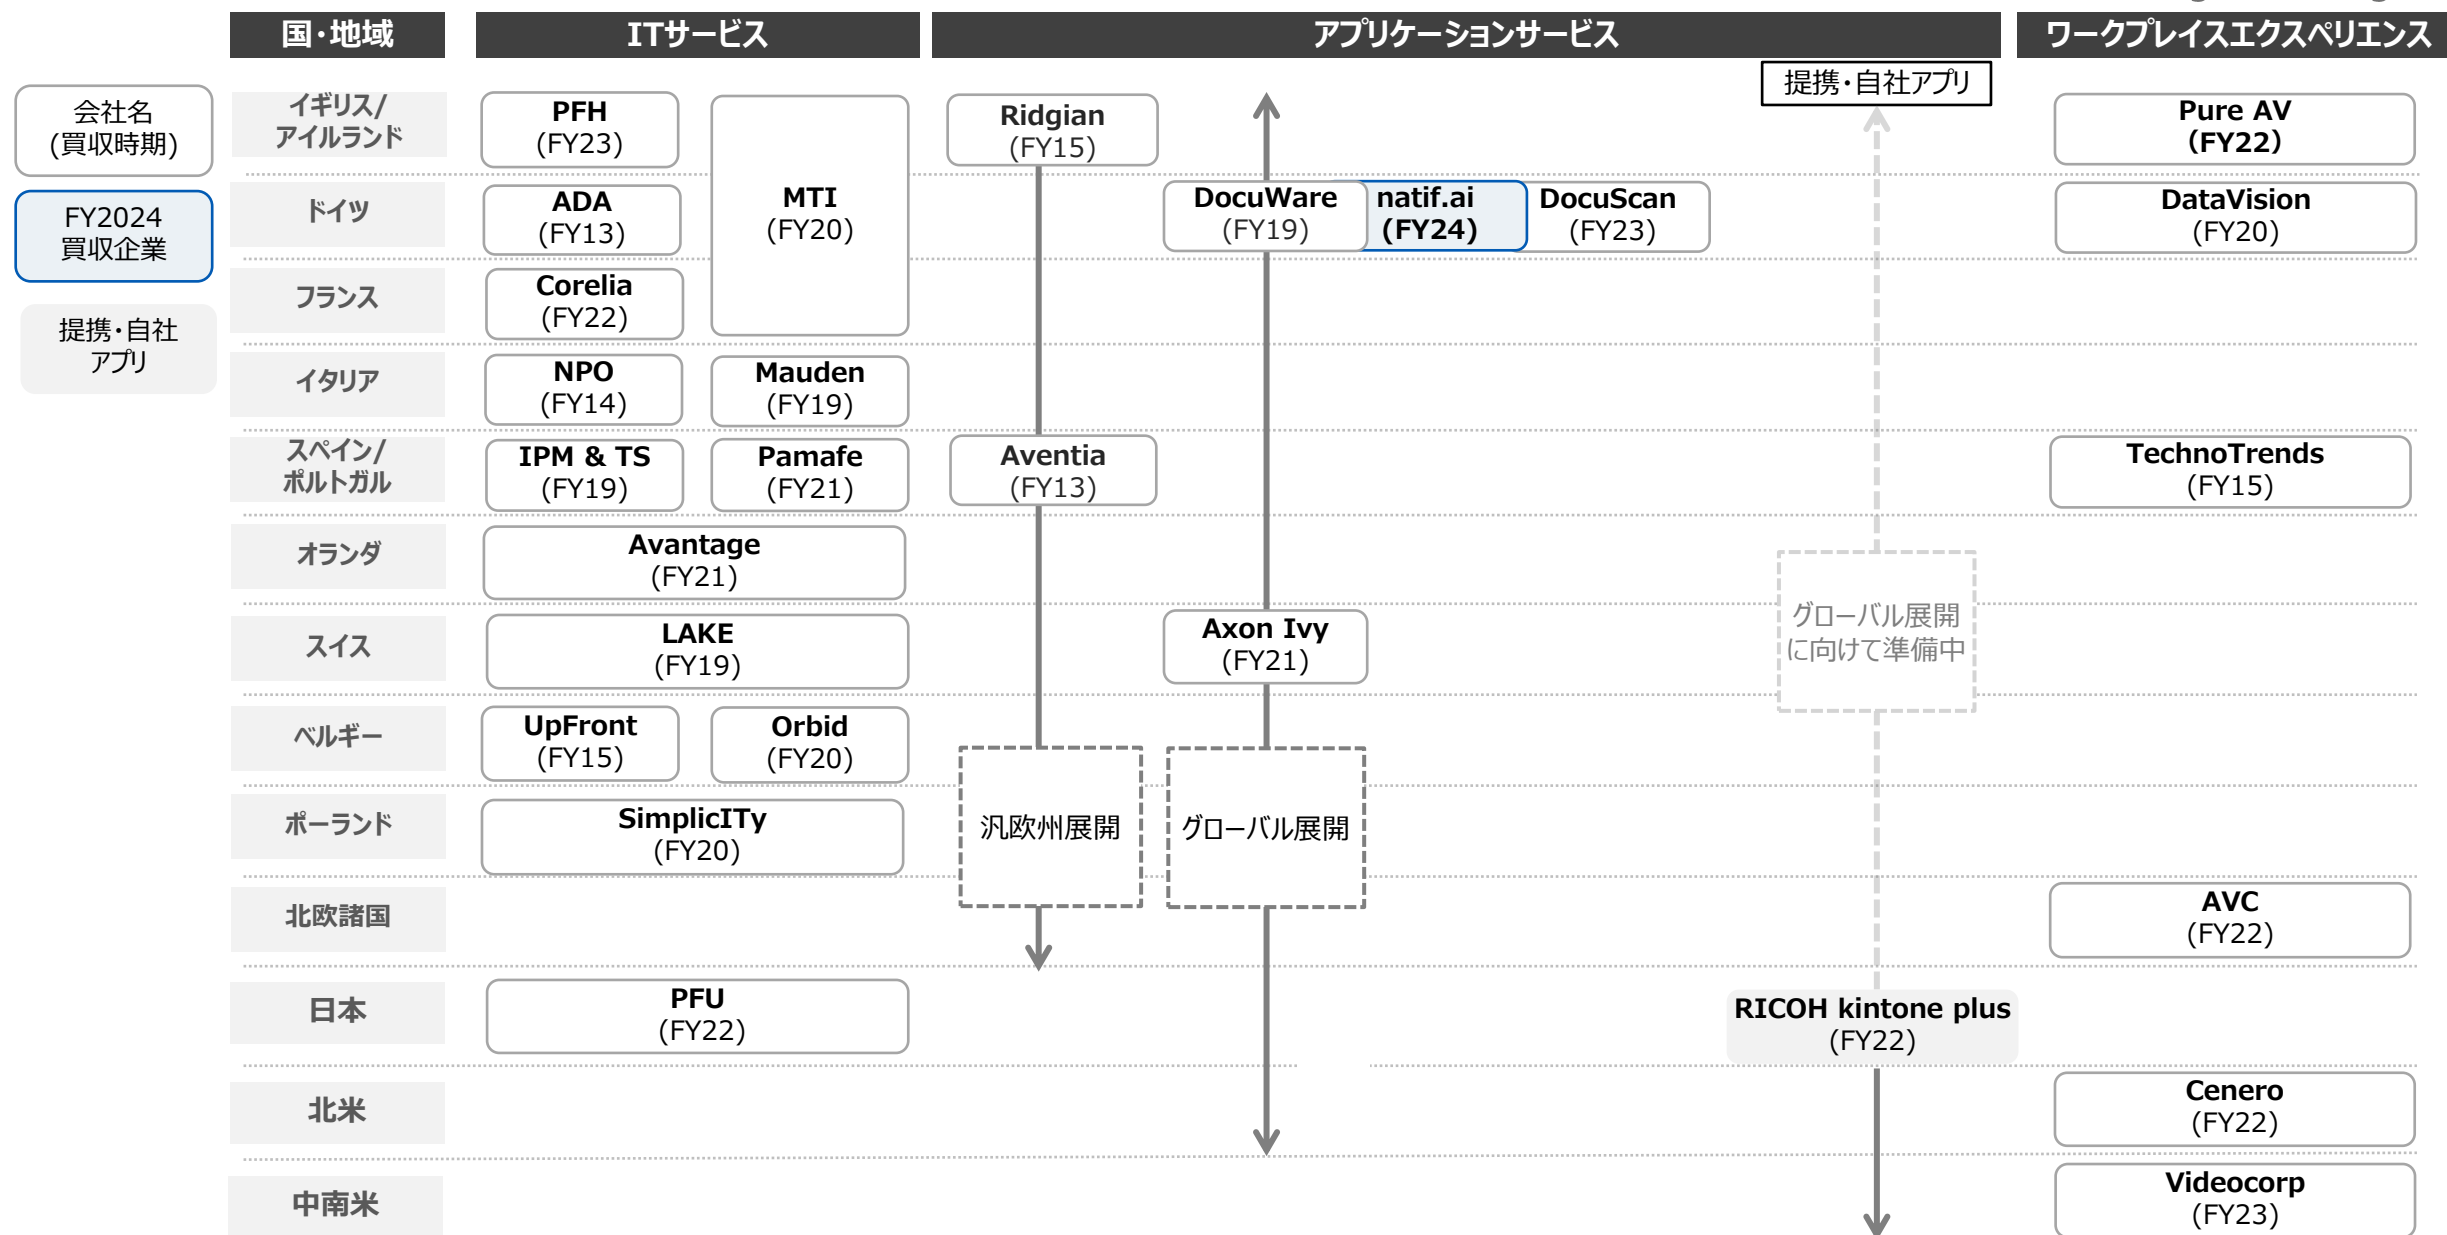 国・地域
ITサービス
アプリケーションサービス
ワークプレイスエクスペリエンス
提携・自社アプリ
会社名
(買収時期)
FY2024
買収企業
提携・自社
アプリ
イギリス/
アイルランド
PFH
(FY23)
MTI
(FY20)
Ridgian
(FY15)
Pure AV
(FY22)
ドイツ
ADA
(FY13)
DocuWare
(FY19)
natif.ai
(FY24)
DocuScan
(FY23)
DataVision
(FY20)
フランス
Corelia
(FY22)
イタリア
NPO
(FY14)
Mauden
(FY19)
スペイン/
ポルトガル
IPM & TS
(FY19)
Pamafe
(FY21)
Aventia
(FY13)
TechnoTrends
(FY15)
オランダ
Avantage
(FY21)
スイス
LAKE
(FY19)
Axon Ivy
(FY21)
グローバル展開
に向けて準備中
ベルギー
UpFront
(FY15)
Orbid
(FY20)
ポーランド
SimplicITy
(FY20)
汎欧州展開
グローバル展開
北欧諸国
AVC
(FY22)
日本
PFU
(FY22)
RICOH kintone plus
(FY22)
北米
Cenero
(FY22)
中南米
Videocorp
(FY23)